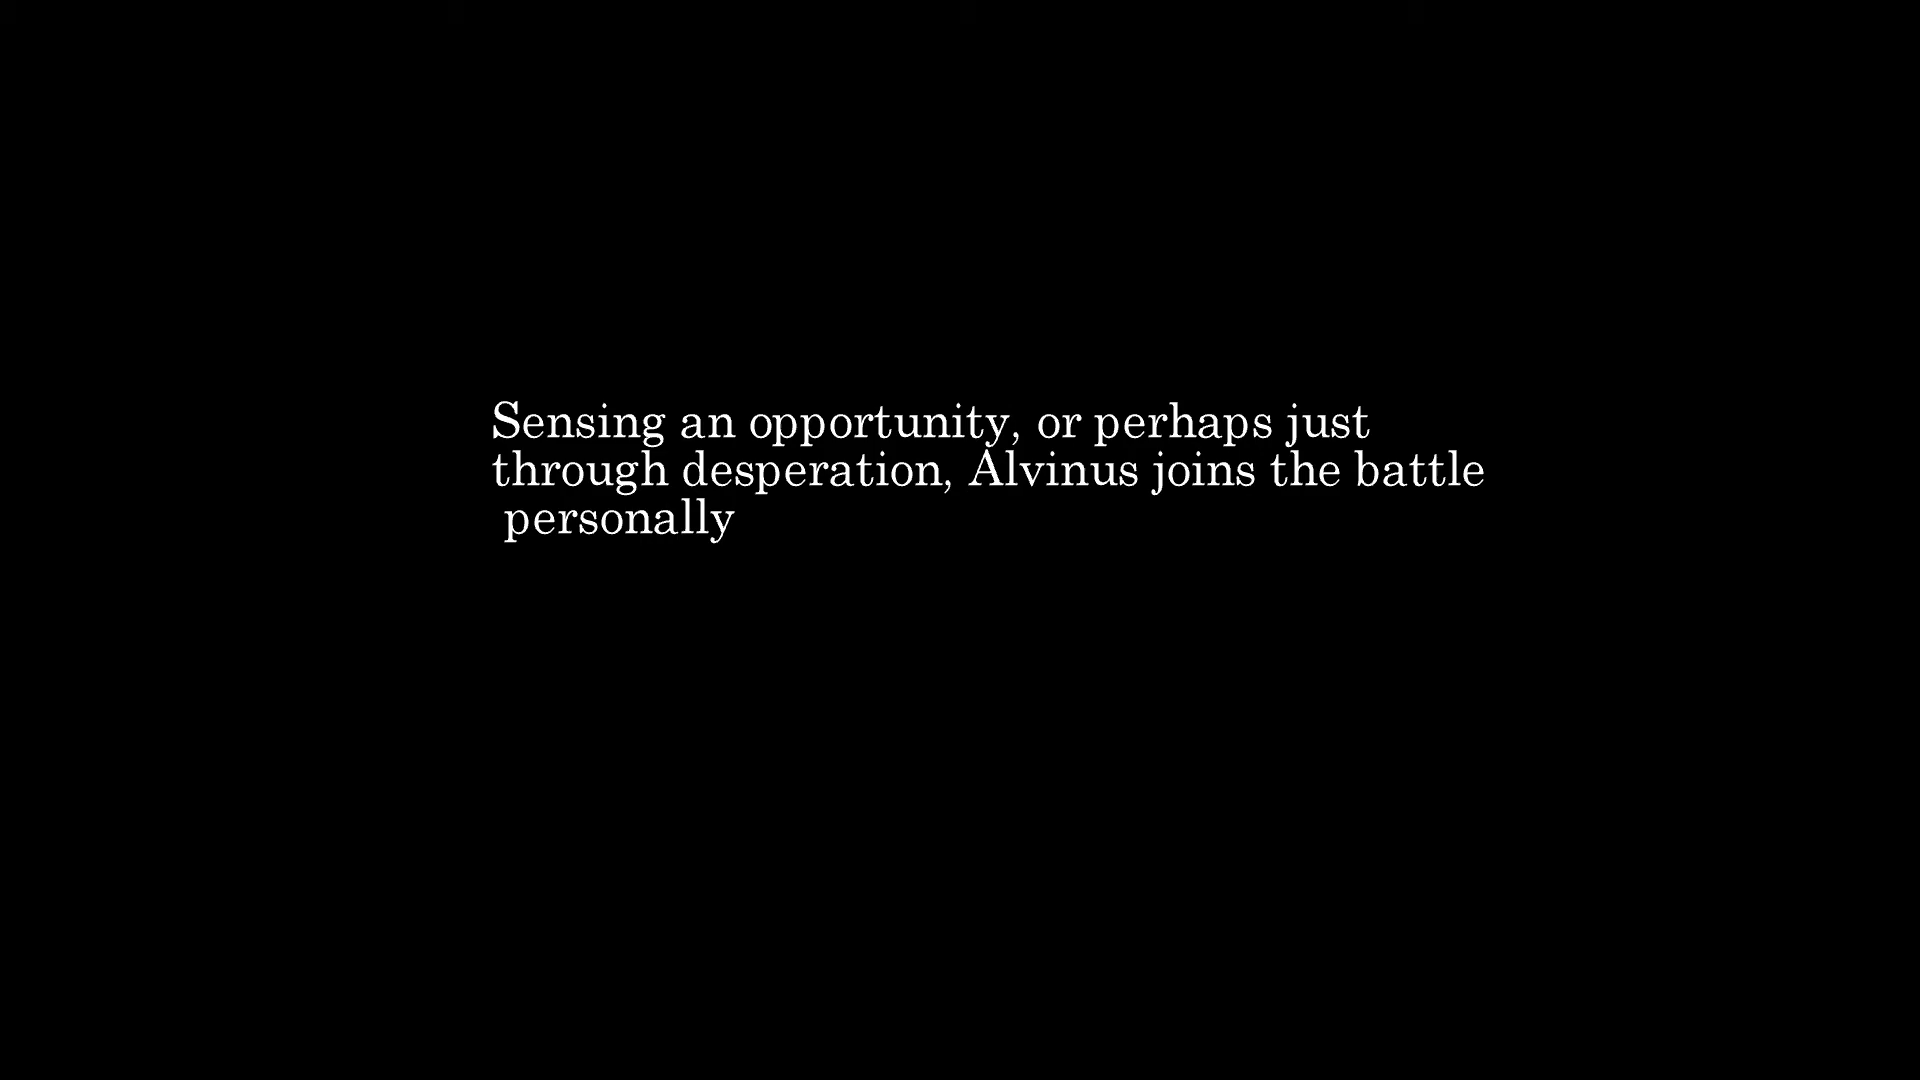 Sensing an opportunity, or perhaps just
through desperation, Alvinus joins the battle
personally